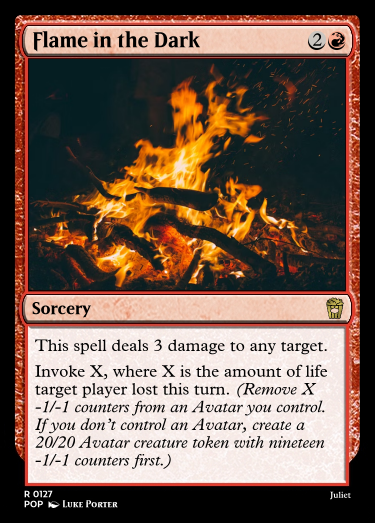 Flame in the Dark 2
Sorcery
This spell deals 3 damage to any target.
Invoke X, where X is the amount of life
target player lost this turn. (Remove X
-1/-1 counters from an Avatar you control.
If you don't control an Avatar, create a
20/20 Avatar creature token with nineteen
-1/-1 counters first.)
R 0127
Juliet
POP Luke Porter